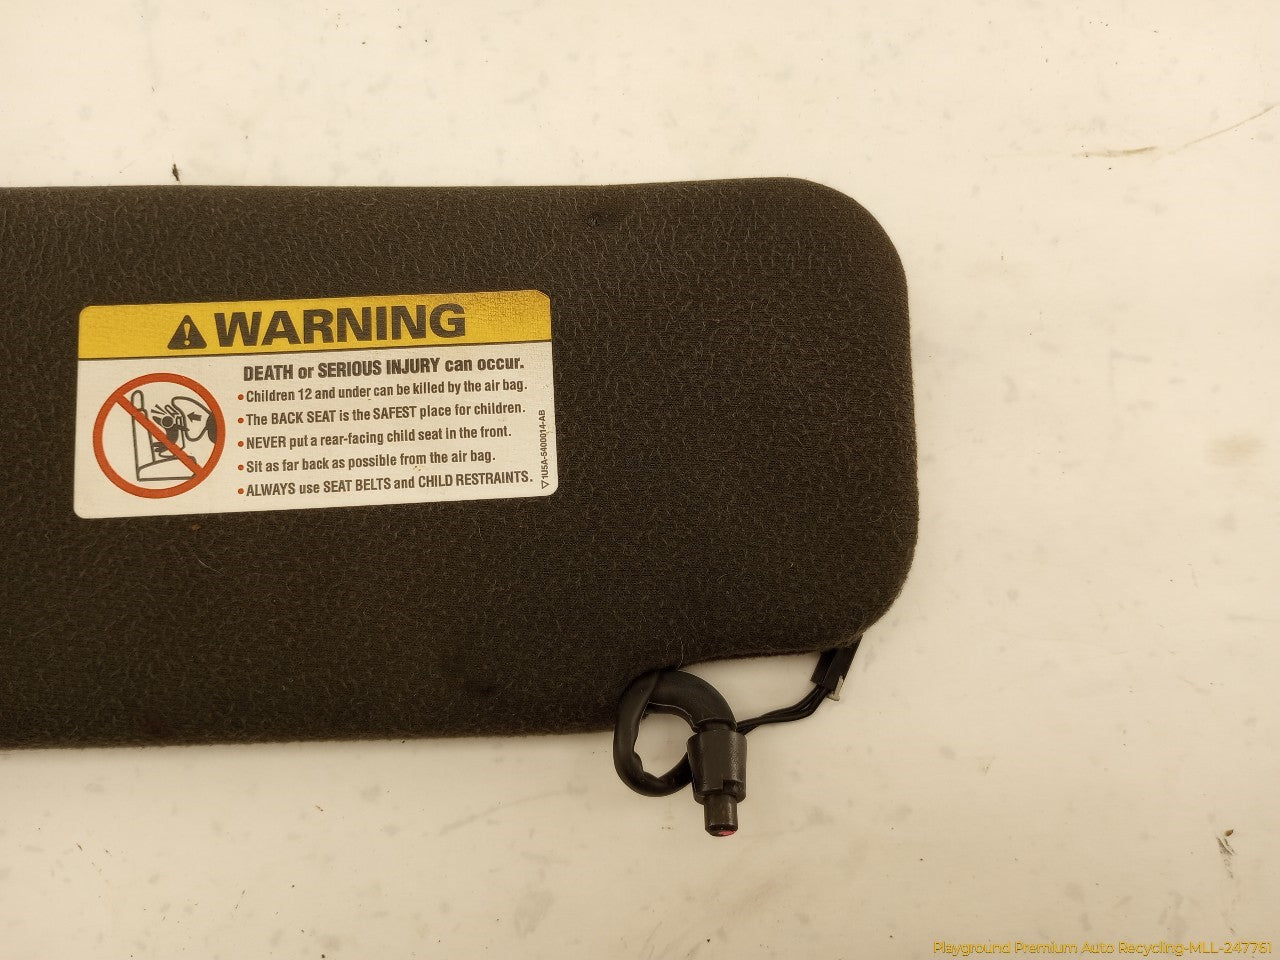 WARNING
DEATH or SERIOUS INJURY can occur.
• Children 12 and under can be killed by the air bag.
• The BACK SEAT is the SAFEST place for children.
• NEVER put a rear-facing child seat in the front.
• Sit as far back as possible from the air bag.
• ALWAYS use SEAT BELTS and CHILD RESTRAINTS.
▽1U5A-5400014-AB
Playground Premium Auto Recycling-MLL-247761